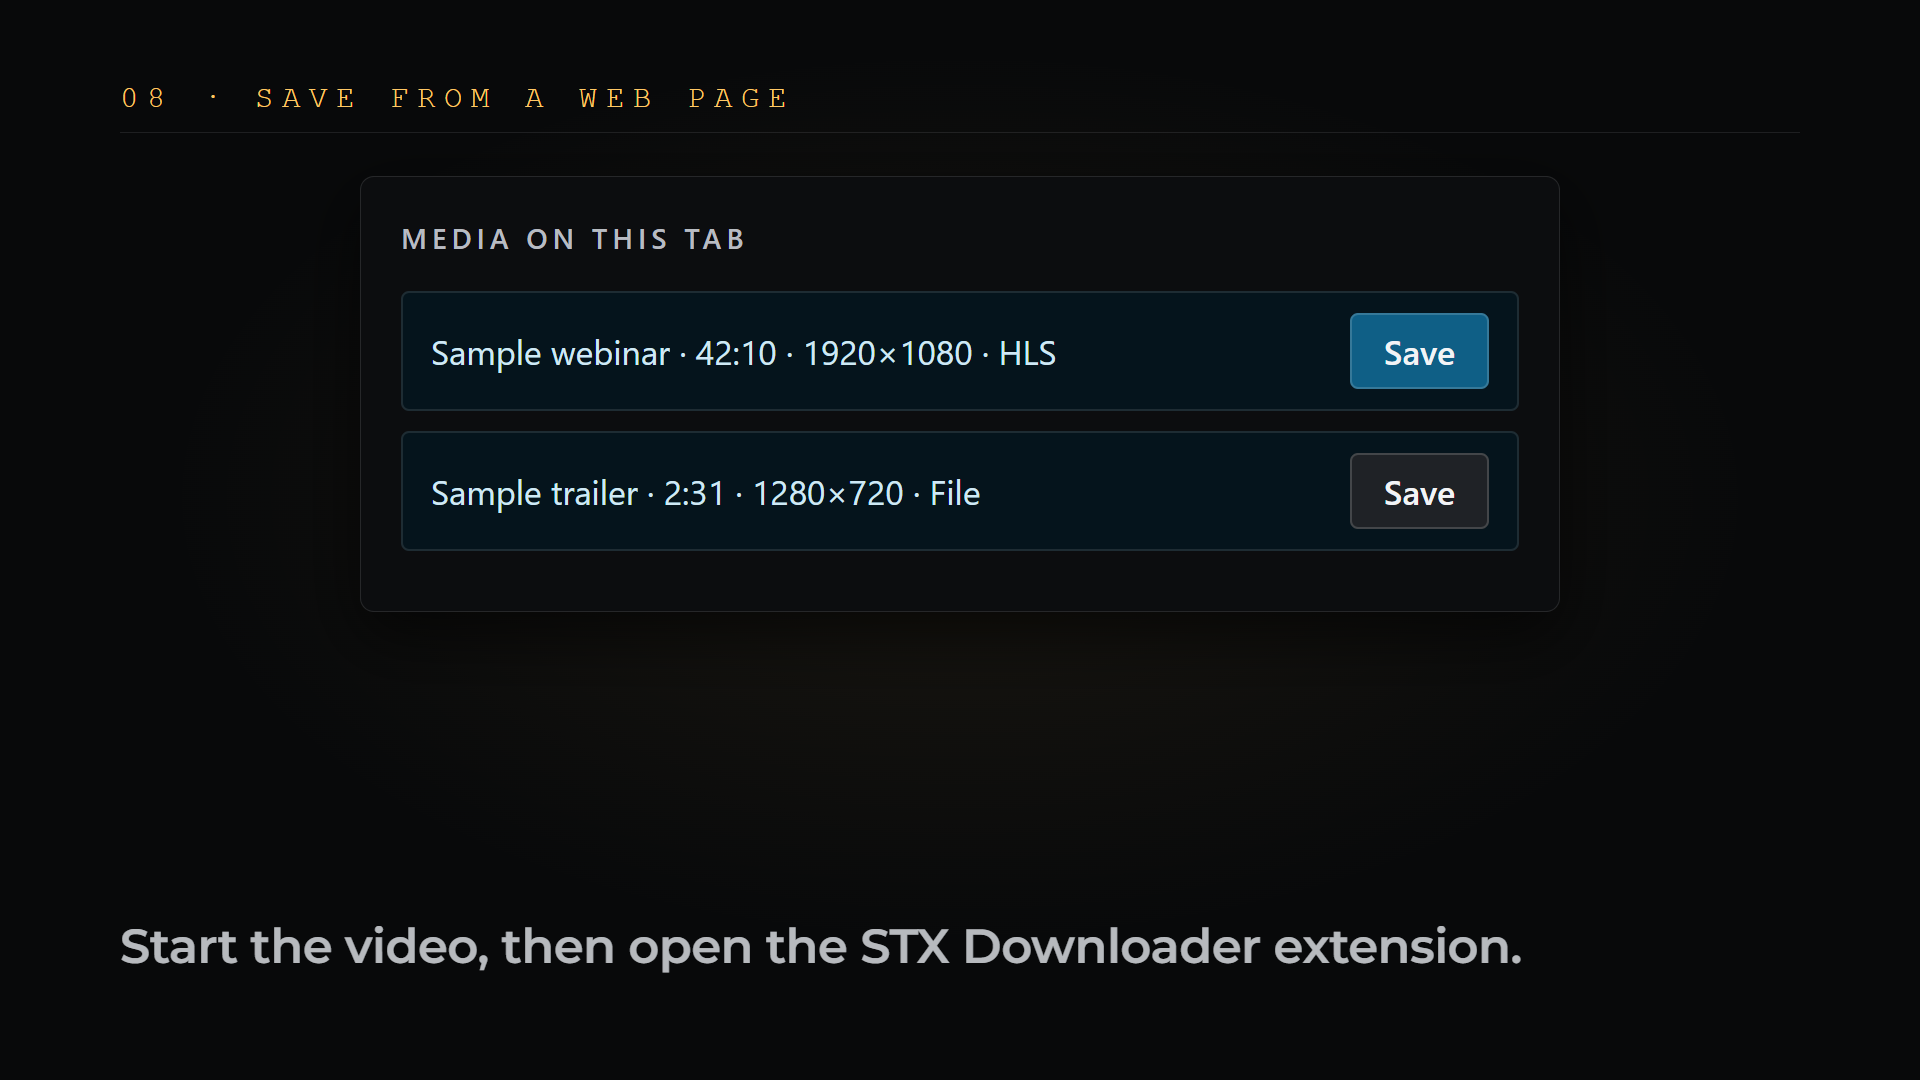 08 · SAVE FROM A WEB PAGE
MEDIA ON THIS TAB
Sample webinar · 42:10 · 1920×1080 · HLS
Save
Sample trailer · 2:31 · 1280×720 · File
Save
Start the video, then open the STX Downloader extension.